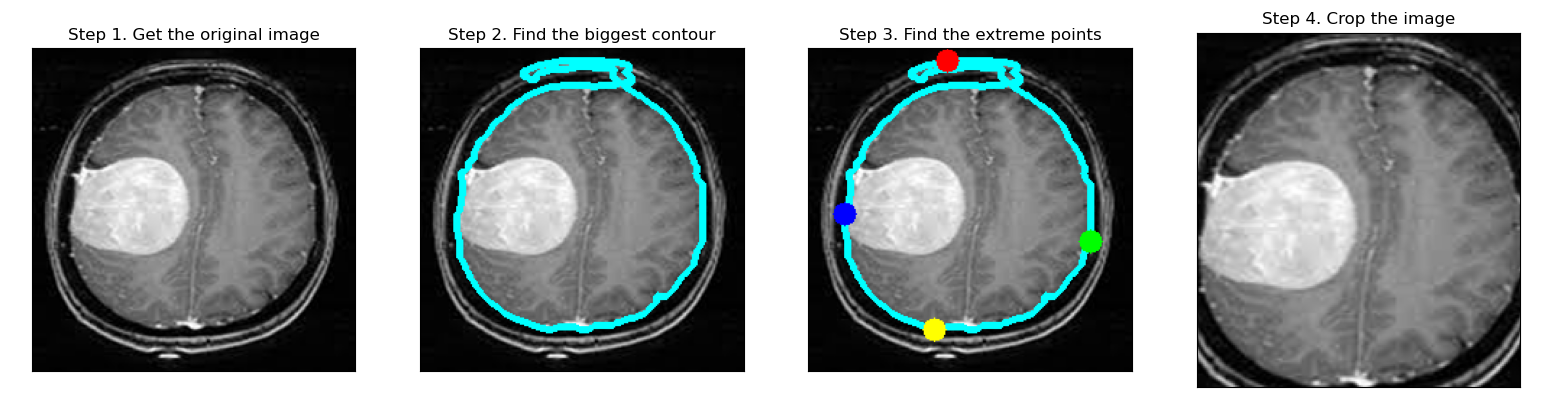 Step 1. Get the original image
Step 2. Find the biggest contour
Step 3. Find the extreme points
Step 4. Crop the image